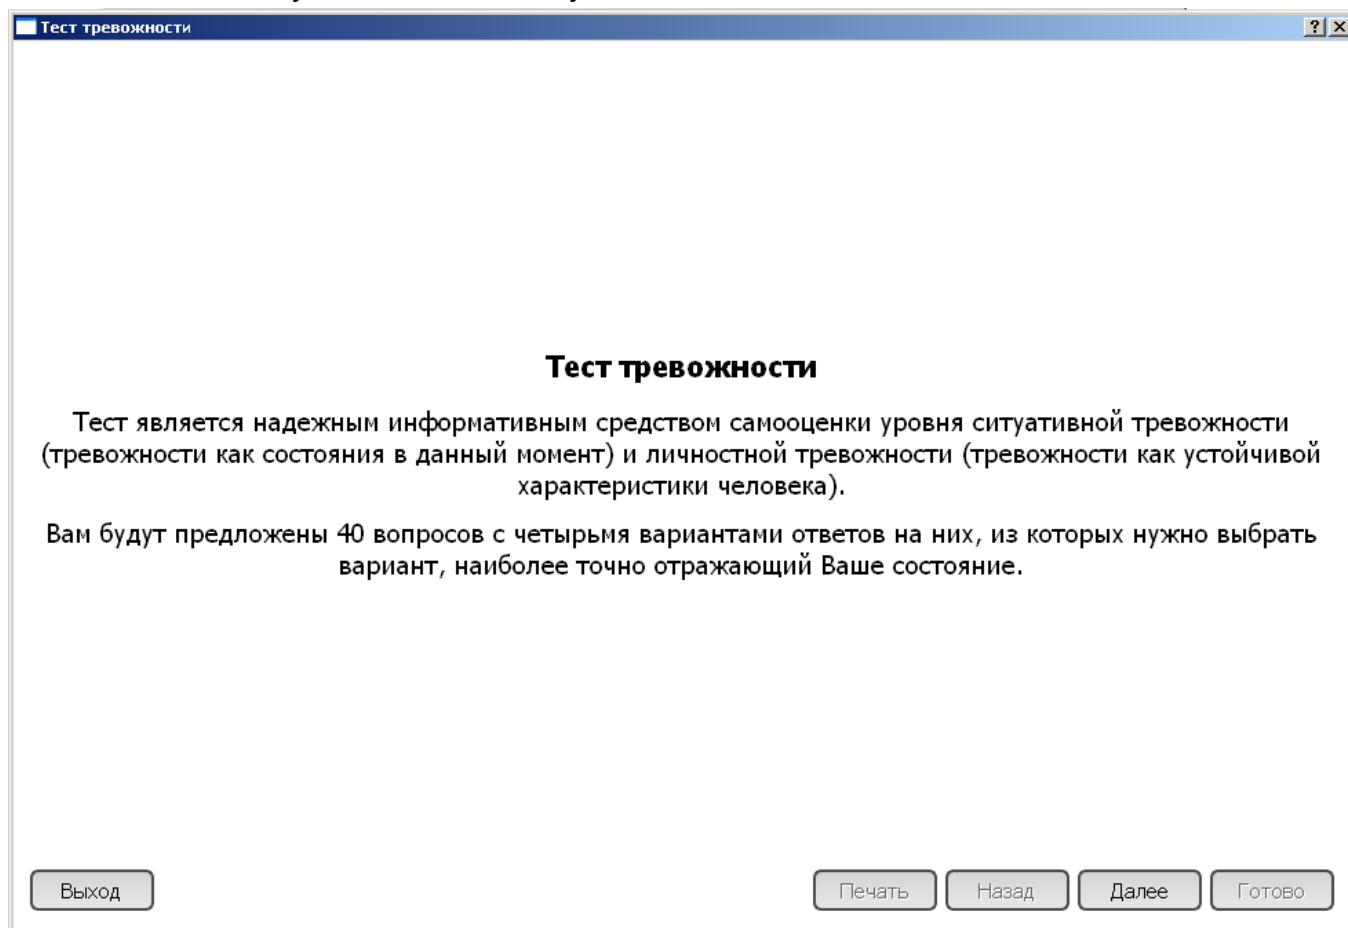 Тест тревожности
Тест тревожности
Тест является надежным информативным средством самооценки уровня ситуативной тревожности
(тревожности как состояния в данный момент) и личностной тревожности (тревожности как устойчивой
характеристики человека).
Вам будут предложены 40 вопросов с четырьмя вариантами ответов на них, из которых нужно выбрать
вариант, наиболее точно отражающий Ваше состояние.
Выход Печать Назад Далее Готово